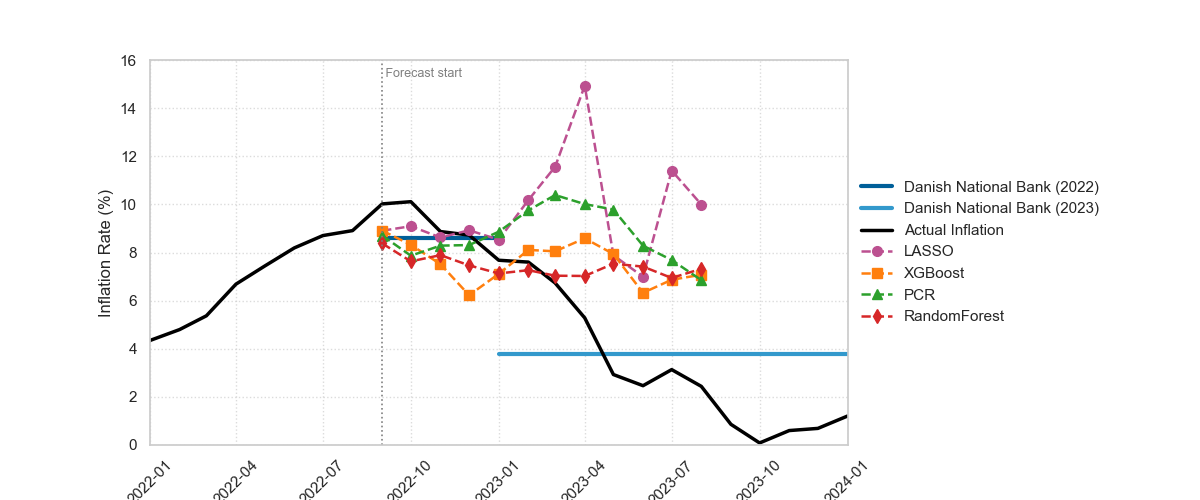 16
14
12
10
8
6
4
2
0
Inflation Rate (%)
Forecast start
2022-01
2022-04
2022-07
2022-10
2023-01
2023-04
2023-07
2023-10
2024-01
Danish National Bank (2022)
Danish National Bank (2023)
Actual Inflation
LASSO
XGBoost
PCR
RandomForest